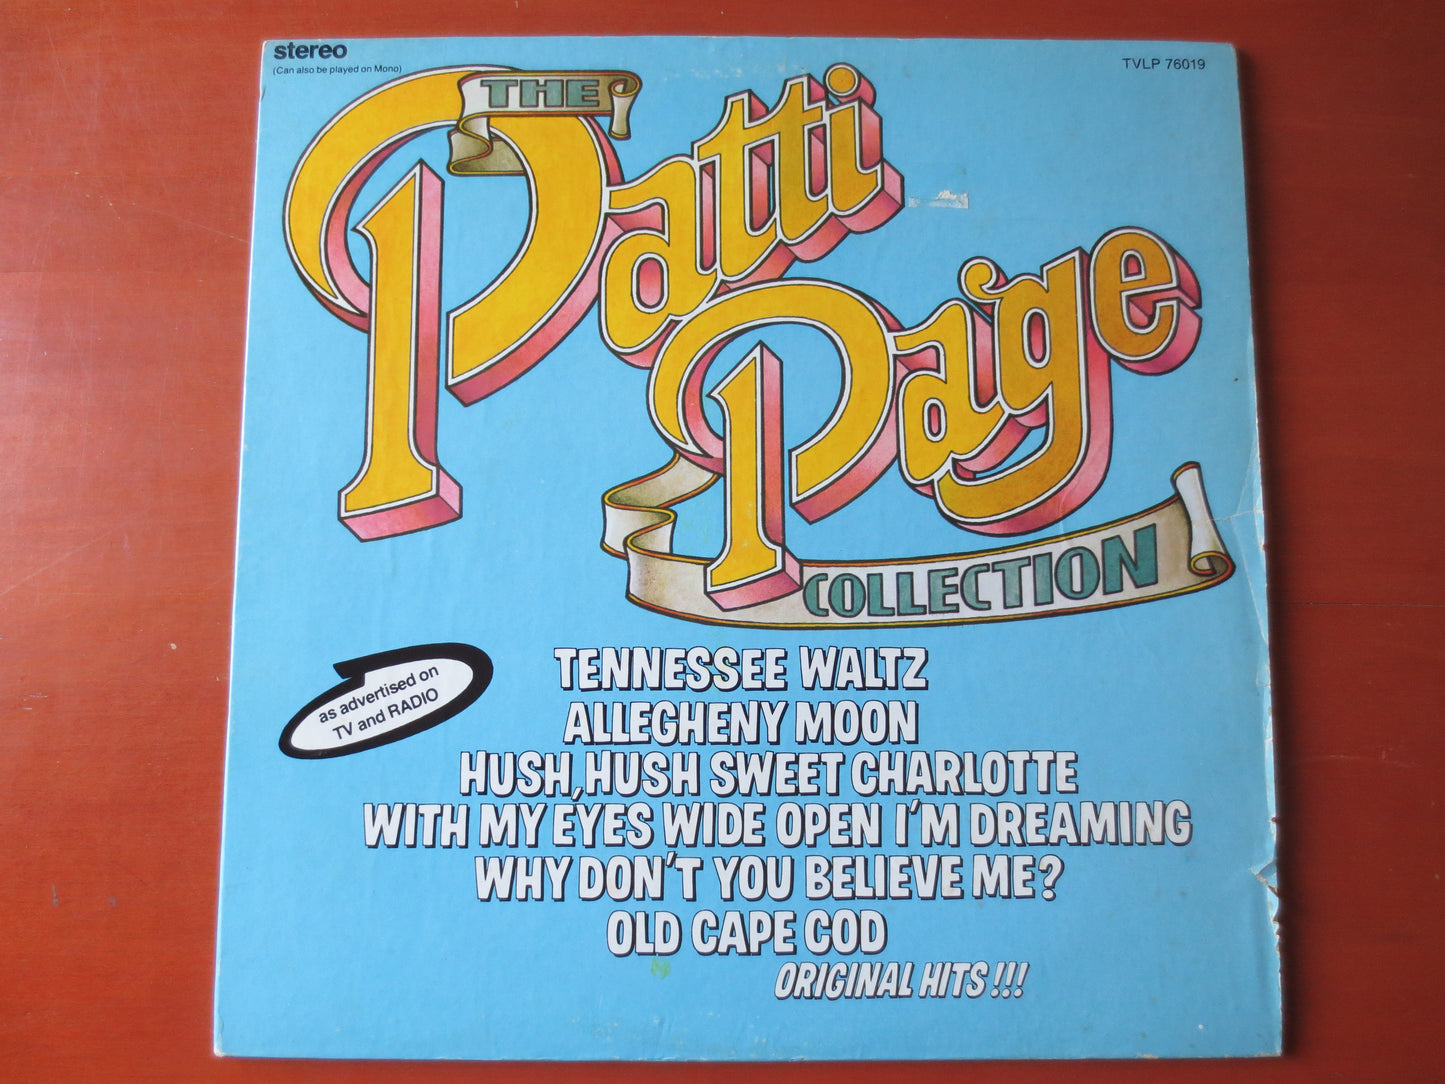 stereo
(Can also be played on Mono)
TVLP 76019
THE
Patti
Page
COLLECTION
as advertised on
TV and RADIO
TENNESSEE WALTZ
ALLEGHENY MOON
HUSH, HUSH SWEET CHARLOTTE
WITH MY EYES WIDE OPEN I'M DREAMING
WHY DON'T YOU BELIEVE ME?
OLD CAPE COD
ORIGINAL HITS!!!